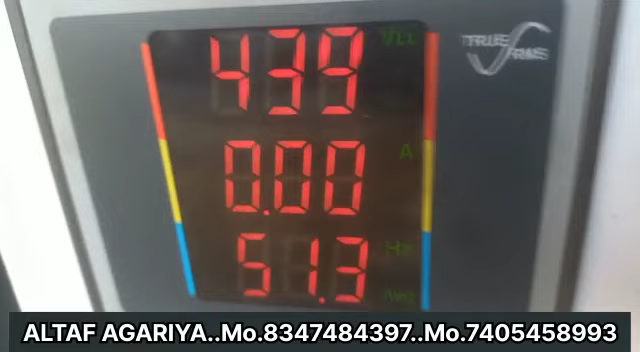 439 VLL
TRUE RMS
0.00 A
51.3 Hz
ALTAF AGARIYA..Mo.8347484397..Mo.7405458993